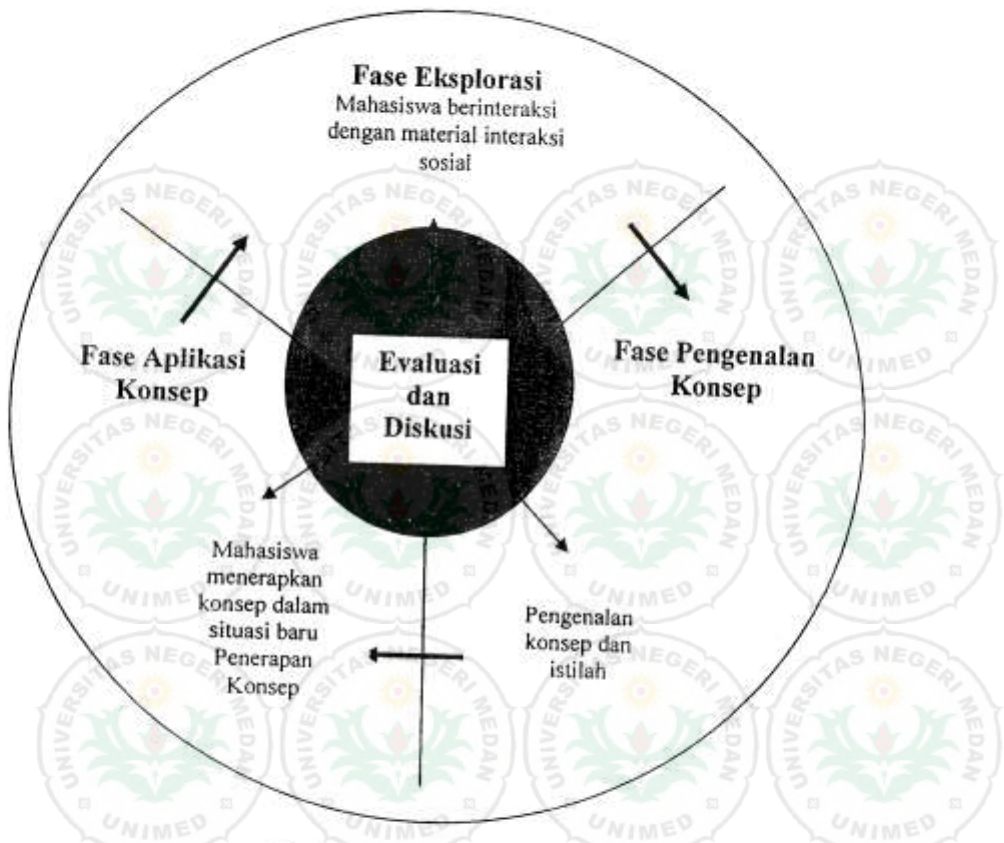 Fase Eksplorasi
Mahasiswa berinteraksi
dengan material interaksi
sosial
Fase Aplikasi
Konsep
Evaluasi
dan
Diskusi
Fase Pengenalan
Konsep
Mahasiswa
menerapkan
konsep dalam
situasi baru
Penerapan
Konsep
Pengenalan
konsep dan
istilah
UNIVERSITAS NEGERI MEDAN
UNIMED